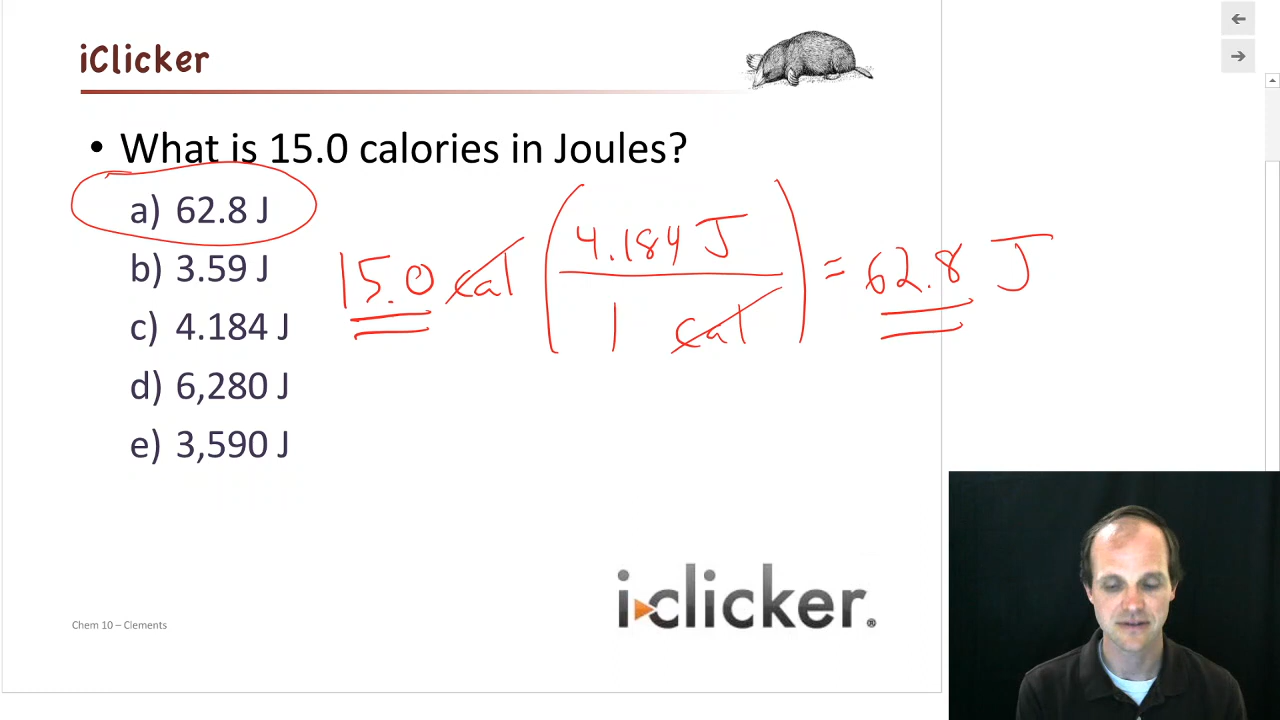 iClicker
• What is 15.0 calories in Joules?
a) 62.8 J
b) 3.59 J
c) 4.184 J
d) 6,280 J
e) 3,590 J
15.0 cal ( 4.184 J / 1 cal ) = 62.8 J
i>clicker®
Chem 10 – Clements